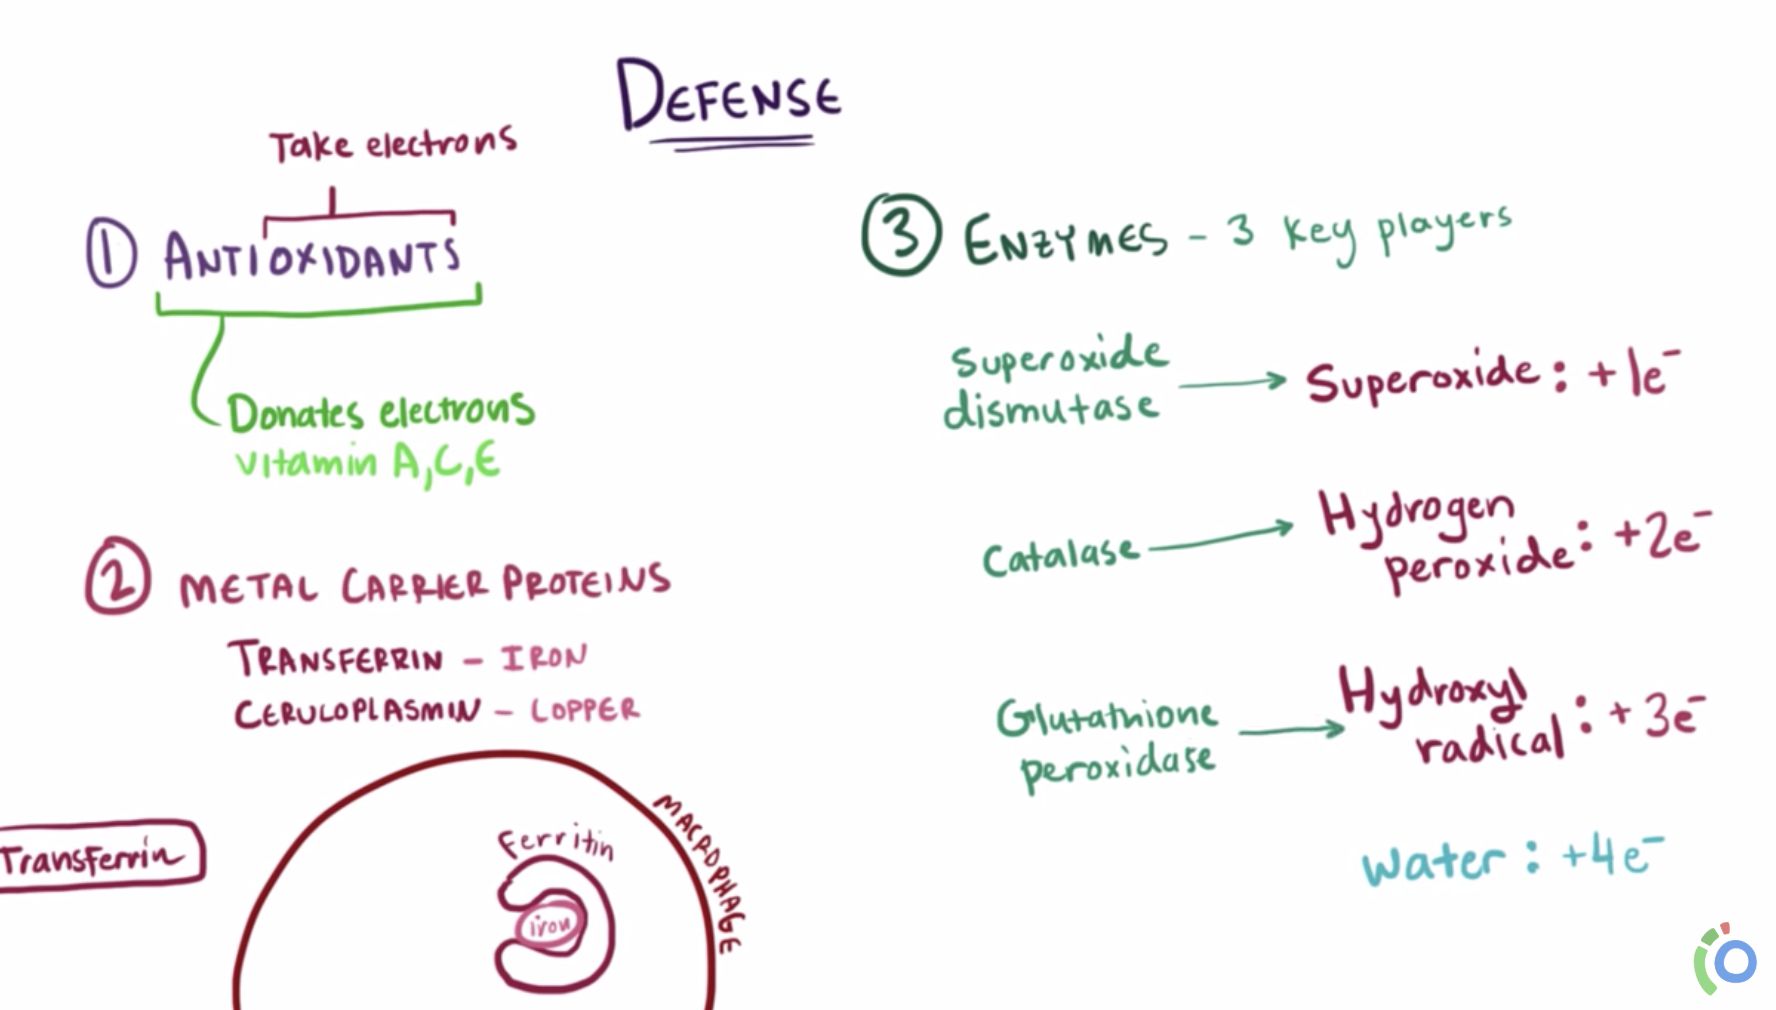 DEFENSE
Take electrons
1 ANTIOXIDANTS
Donates electrons
vitamin A,C,E
2 METAL CARRIER PROTEINS
TRANSFERRIN - IRON
CERULOPLASMIN - COPPER
Transferrin
Ferritin
iron
MACROPHAGE
3 ENZYMES - 3 key players
Superoxide
dismutase → Superoxide: +1e⁻
Catalase → Hydrogen
peroxide: +2e⁻
Glutathione
peroxidase → Hydroxyl
radical: +3e⁻
Water: +4e⁻